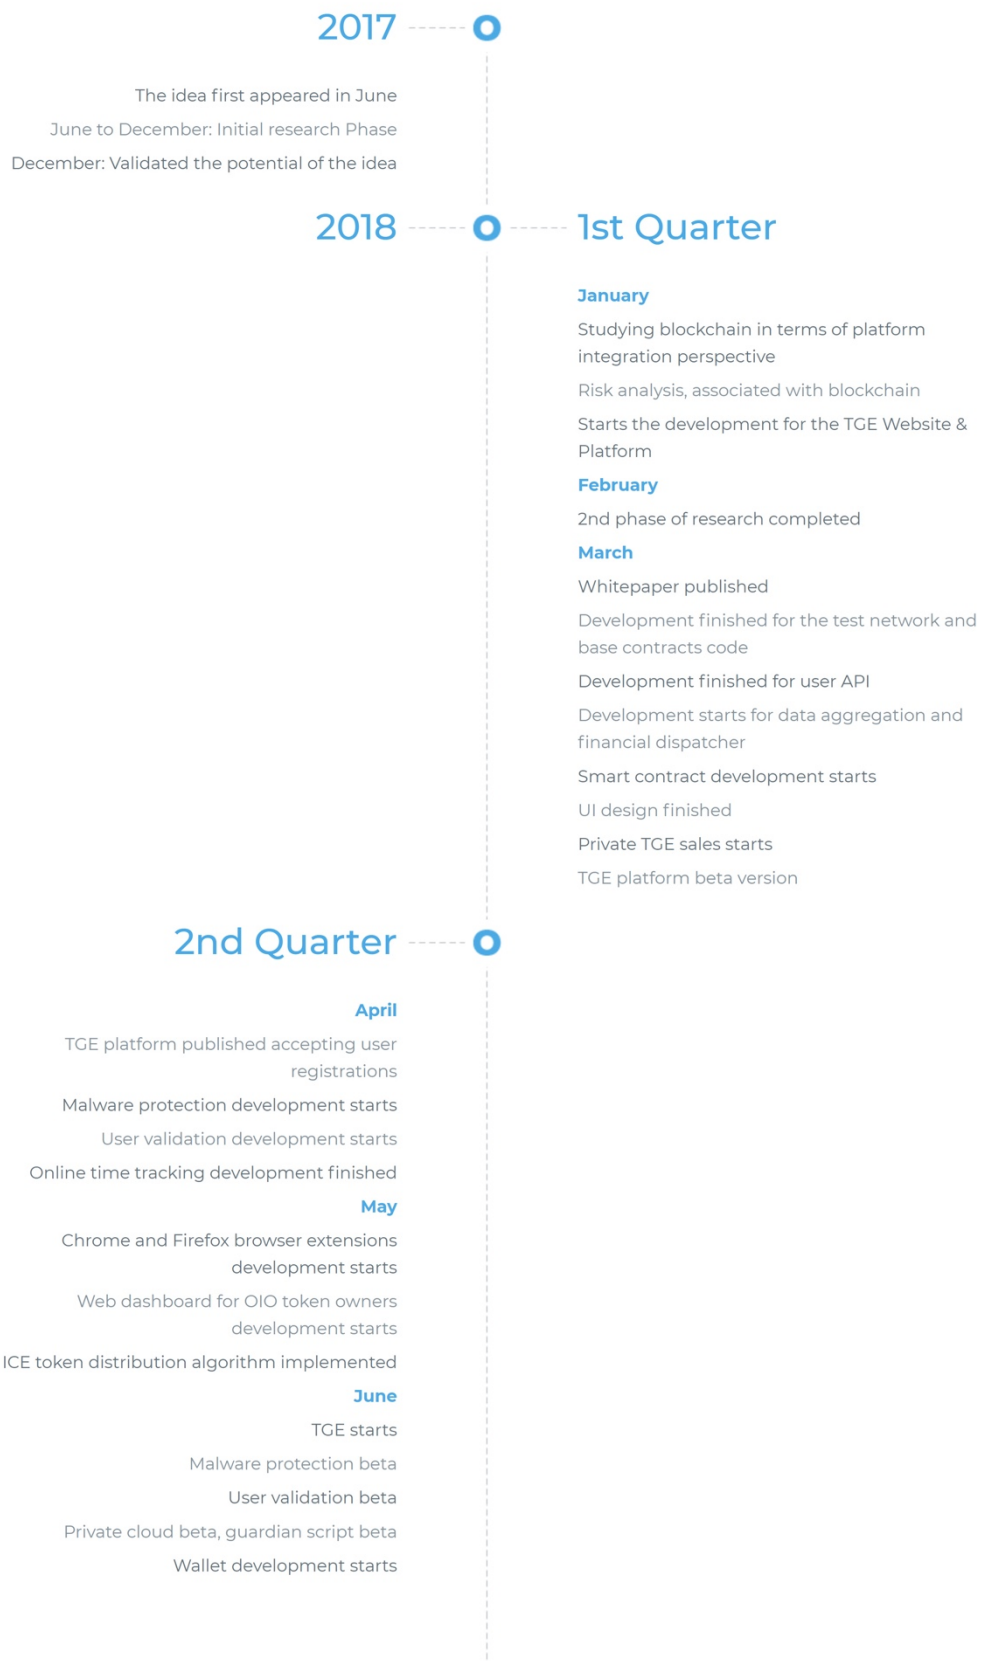 2017
The idea first appeared in June
June to December: Initial research Phase
December: Validated the potential of the idea
2018
1st Quarter
January
Studying blockchain in terms of platform
integration perspective
Risk analysis, associated with blockchain
Starts the development for the TGE Website &
Platform
February
2nd phase of research completed
March
Whitepaper published
Development finished for the test network and
base contracts code
Development finished for user API
Development starts for data aggregation and
financial dispatcher
Smart contract development starts
UI design finished
Private TGE sales starts
TGE platform beta version
2nd Quarter
April
TGE platform published accepting user
registrations
Malware protection development starts
User validation development starts
Online time tracking development finished
May
Chrome and Firefox browser extensions
development starts
Web dashboard for OIO token owners
development starts
ICE token distribution algorithm implemented
June
TGE starts
Malware protection beta
User validation beta
Private cloud beta, guardian script beta
Wallet development starts